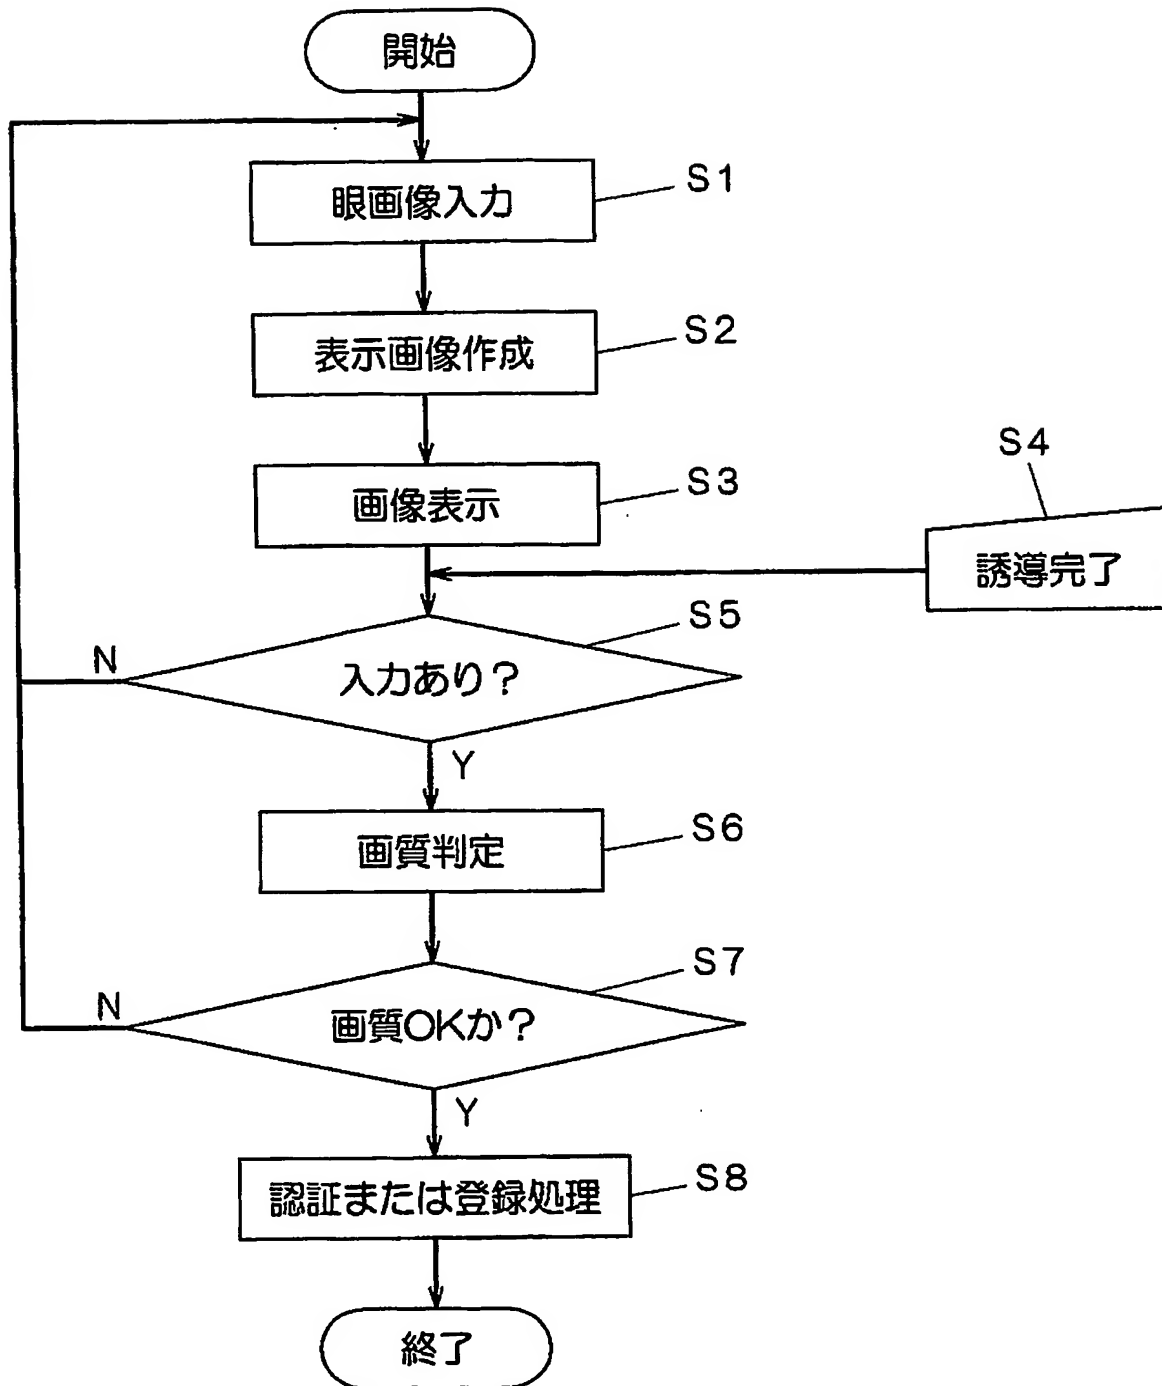 開始
眼画像入力
S1
表示画像作成
S2
画像表示
S3
S4
誘導完了
S5
入力あり？
N
Y
画質判定
S6
S7
画質OKか？
N
Y
認証または登録処理
S8
終了